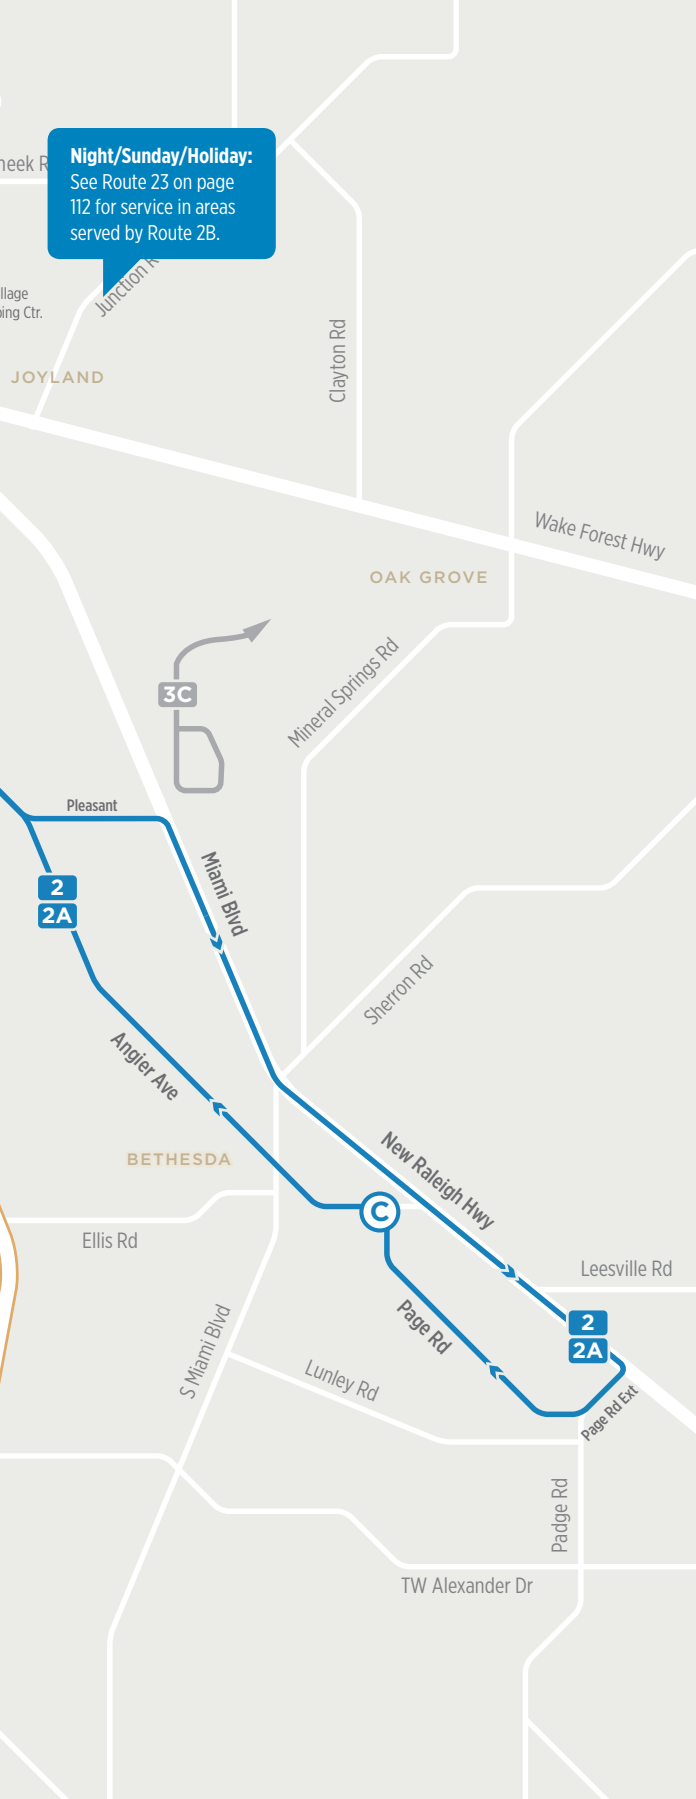 Night/Sunday/Holiday:
See Route 23 on page
112 for service in areas
served by Route 2B.
Junction
Clayton Rd
JOYLAND
Wake Forest Hwy
OAK GROVE
Mineral Springs Rd
3C
Pleasant
Miami Blvd
2
2A
Sherron Rd
Angier Ave
New Raleigh Hwy
BETHESDA
C
Ellis Rd
Leesville Rd
2
2A
Page Rd
S Miami Blvd
Lunley Rd
Page Rd Ext
Padge Rd
TW Alexander Dr